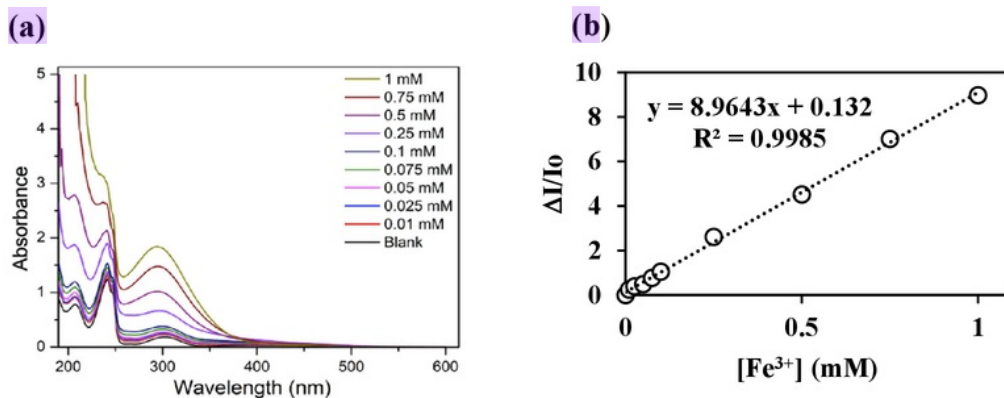 (a)
5
4
3
2
1
0
Absorbance
200
300
400
500
600
Wavelength (nm)
1 mM
0.75 mM
0.5 mM
0.25 mM
0.1 mM
0.075 mM
0.05 mM
0.025 mM
0.01 mM
Blank
(b)
10
8
6
4
2
0
ΔI/Io
y = 8.9643x + 0.132
R² = 0.9985
0
0.5
1
[Fe³⁺] (mM)